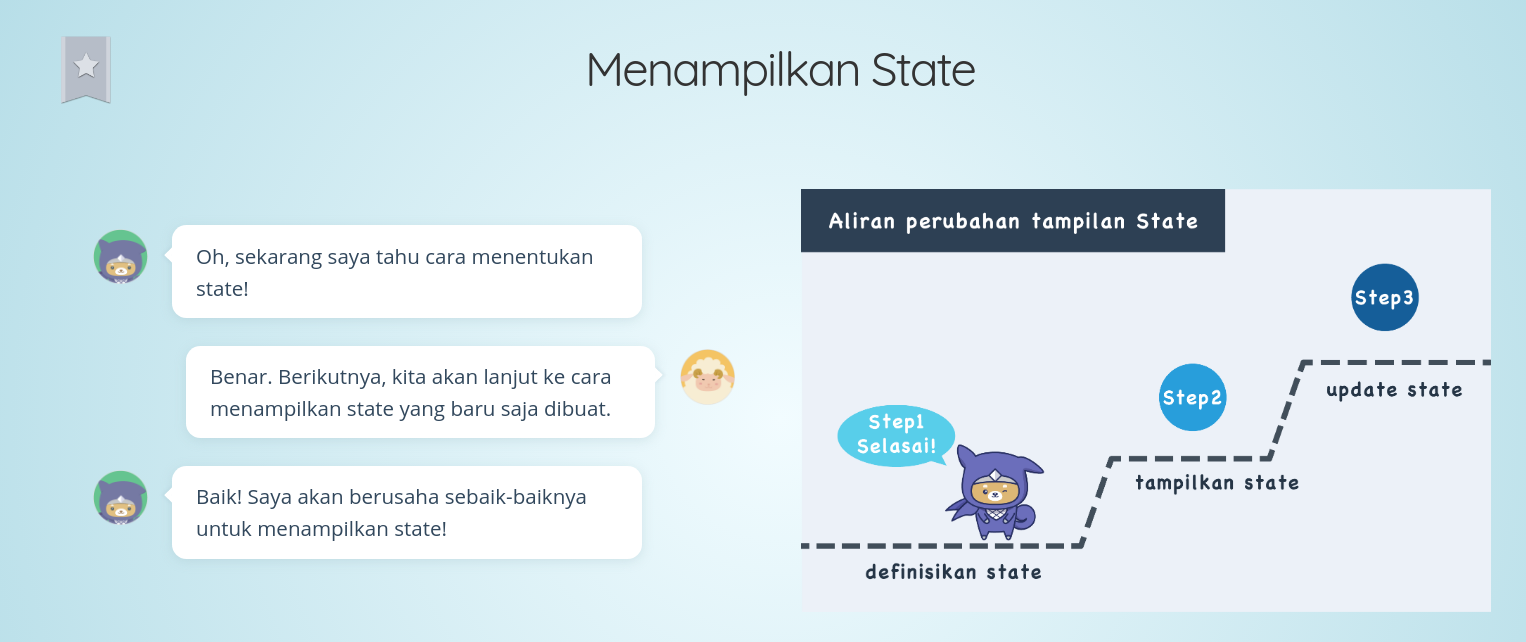 Menampilkan State
Oh, sekarang saya tahu cara menentukan
state!
Benar. Berikutnya, kita akan lanjut ke cara
menampilkan state yang baru saja dibuat.
Baik! Saya akan berusaha sebaik-baiknya
untuk menampilkan state!
Aliran perubahan tampilan State
Step1
Selasai!
definisikan state
Step2
tampilkan state
Step3
update state